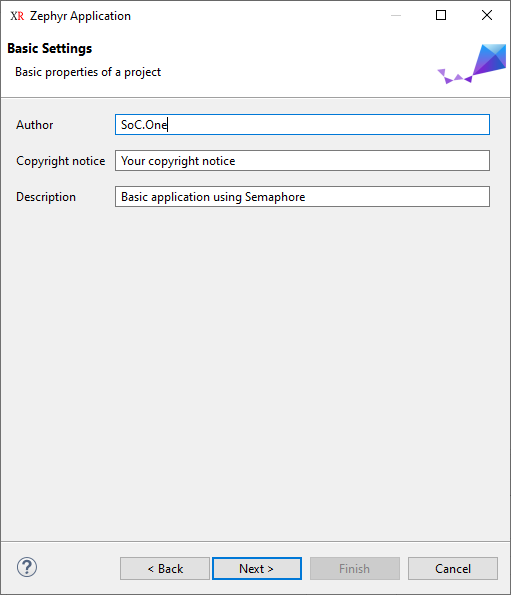 XR Zephyr Application
Basic Settings
Basic properties of a project
Author SoC.One
Copyright notice Your copyright notice
Description Basic application using Semaphore
? < Back Next > Finish Cancel